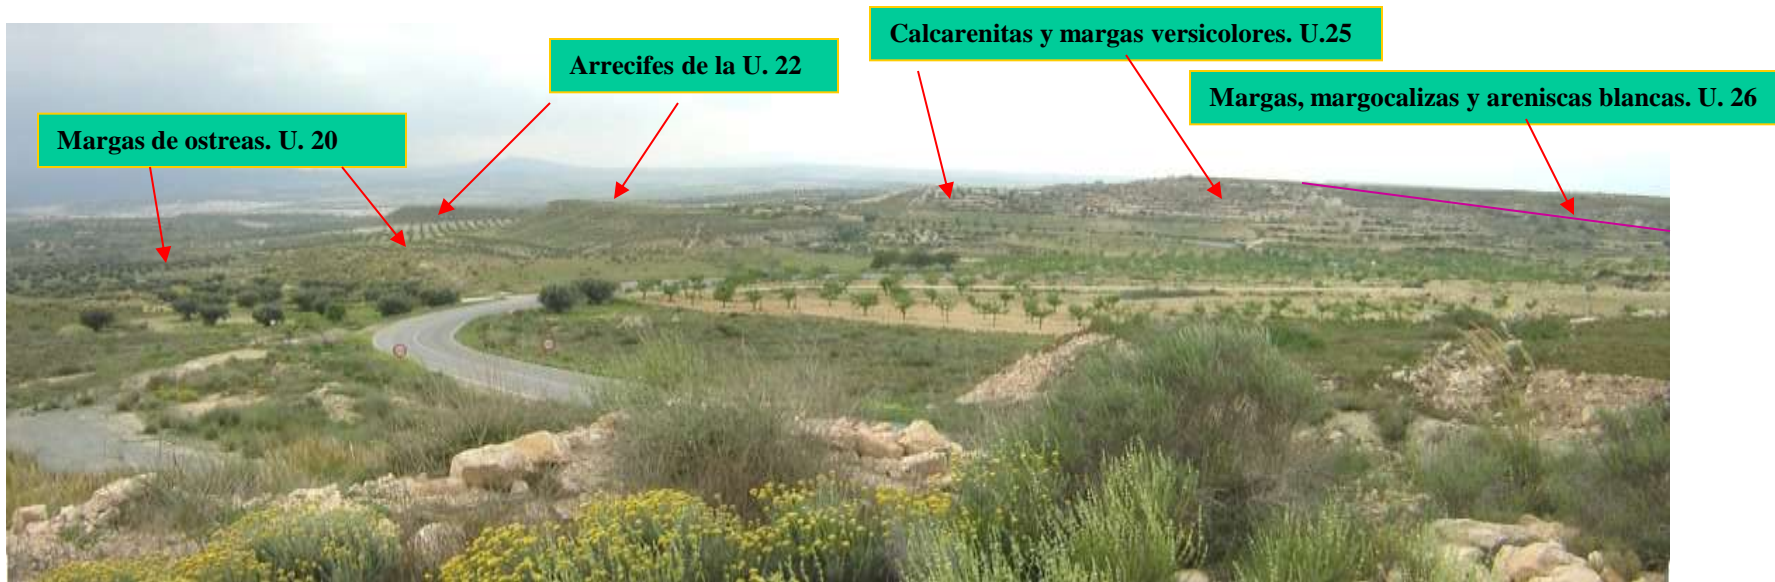 Margas de ostreas. U. 20
Arrecifes de la U. 22
Calcarenitas y margas versicolores. U.25
Margas, margocalizas y areniscas blancas. U. 26